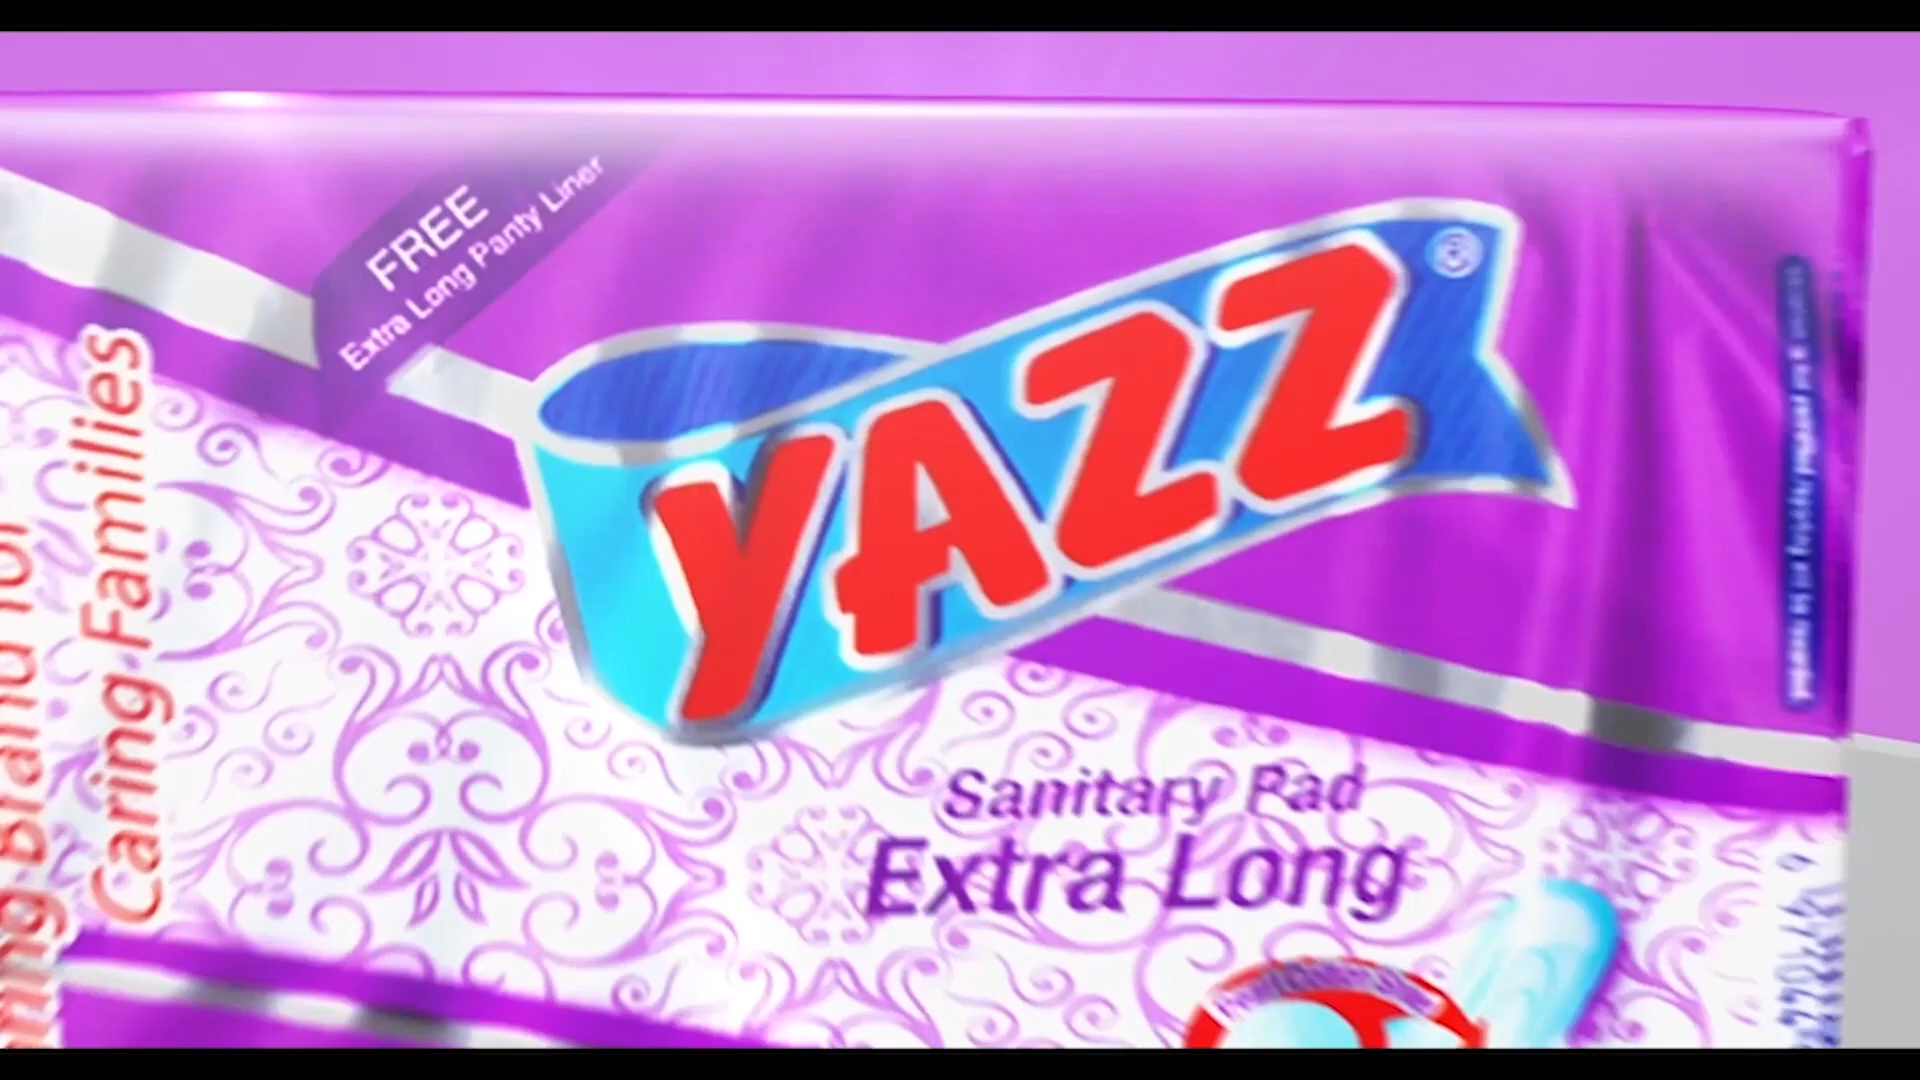 FREE
Extra Long Panty Liner
YAZZ
®
Caring Families
Sanitary Pad
Extra Long